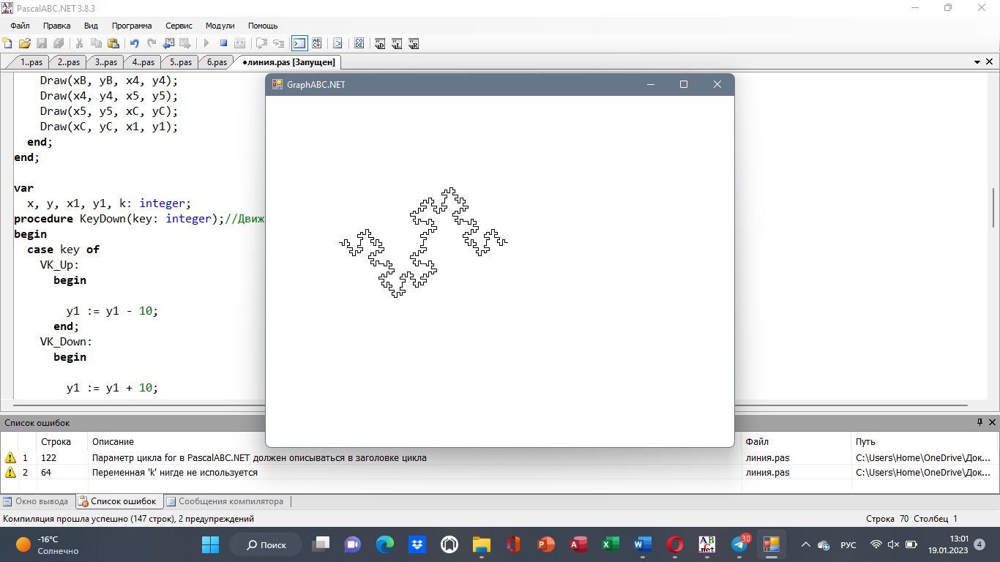 PascalABC.NET 3.8.3
Файл Правка Вид Программа Сервис Модули Помощь
1..pas 2..pas 3..pas 4..pas 5..pas 6.pas •линия.pas [Запущен]
Draw(xB, yB, x4, y4);
Draw(x4, y4, x5, y5);
Draw(x5, y5, xC, yC);
Draw(xC, yC, x1, y1);
end;
end;
var
x, y, x1, y1, k: integer;
procedure KeyDown(key: integer);//Движ
begin
case key of
VK_Up:
begin
y1 := y1 - 10;
end;
VK_Down:
begin
y1 := y1 + 10;
GraphABC.NET
Список ошибок
Строка Описание Файл Путь
1 122 Параметр цикла for в PascalABC.NET должен описываться в заголовке цикла линия.pas C:\Users\Home\OneDrive\Док...
2 64 Переменная 'k' нигде не используется линия.pas C:\Users\Home\OneDrive\Док...
Окно вывода Список ошибок Сообщения компилятора
Компиляция прошла успешно (147 строк), 2 предупреждений Строка 70 Столбец 1
-16°C
Солнечно
Поиск
30
РУС
13:01
19.01.2023
4